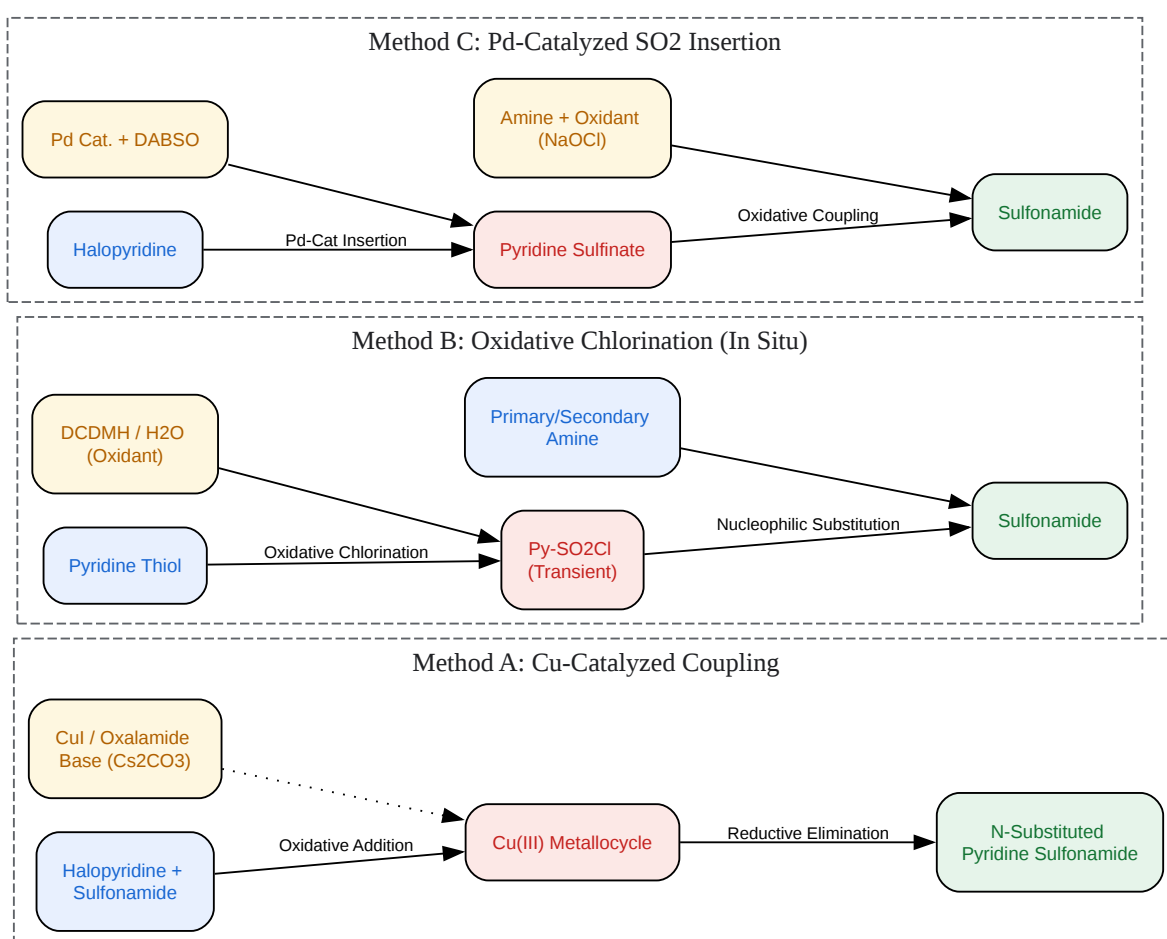 Method C: Pd-Catalyzed SO2 Insertion
Pd Cat. + DABSO
Amine + Oxidant
(NaOCl)
Halopyridine
Pd-Cat Insertion
Pyridine Sulfinate
Oxidative Coupling
Sulfonamide
Method B: Oxidative Chlorination (In Situ)
DCDMH / H2O
(Oxidant)
Primary/Secondary
Amine
Pyridine Thiol
Oxidative Chlorination
Py-SO2Cl
(Transient)
Nucleophilic Substitution
Sulfonamide
Method A: Cu-Catalyzed Coupling
CuI / Oxalamide
Base (Cs2CO3)
Halopyridine +
Sulfonamide
Oxidative Addition
Cu(III) Metallocycle
Reductive Elimination
N-Substituted
Pyridine Sulfonamide